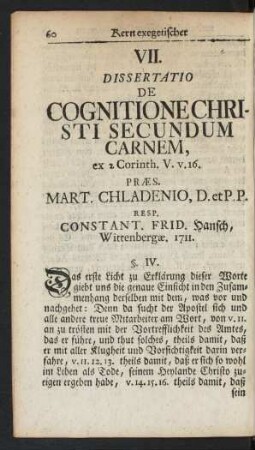 60 Kern exegetischer
VII.
DISSERTATIO
DE
COGNITIONE CHRI-
STI SECUNDUM
CARNEM,
ex 2 Corinth. V. v. 16.
PRÆS.
MART. CHLADENIO, D. et P. P.
RESP.
CONSTANT. FRID. Hansch,
Wittenbergæ. 1711.
§. IV.
Das erste Licht zu Erklärung dieser Worte
giebt uns die genaue Einsicht in den Zusam-
menhang derselben mit dem, was vor und
nachgehet: Denn da sucht der Apostel sich und
alle andere treue Mitarbeiter am Wort, von v. 11.
an zu trösten mit der Vortrefflichkeit des Amtes,
das er führe, und thut solches, theils damit, daß
er mit aller Klugheit und Vorsichtigkeit darin ver-
fahre, v. 11. 12. 13. theils damit, daß er sich so wohl
im Leben als Tode, seinem Heylande Christo zu-
eigen ergeben habt, v. 14. 15. 16. theils damit, daß
sein